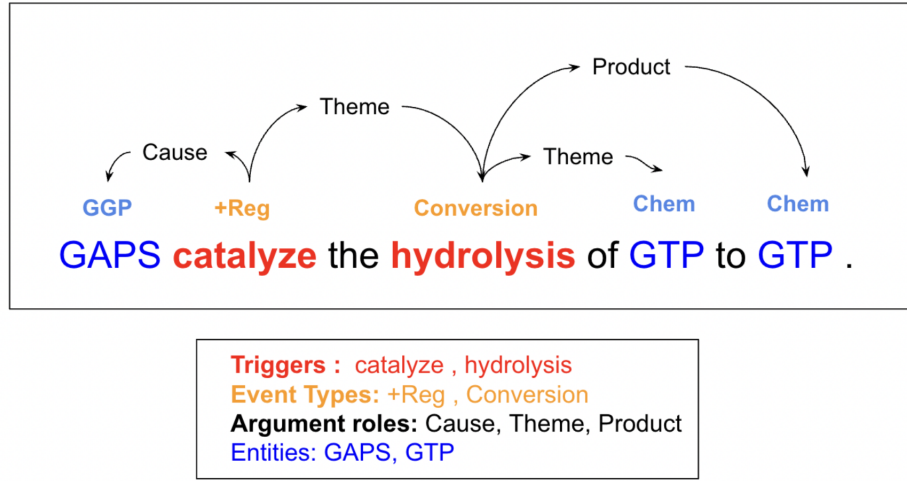 Product
Theme
Cause
Theme
GGP +Reg Conversion Chem Chem
GAPS catalyze the hydrolysis of GTP to GTP .
Triggers : catalyze , hydrolysis
Event Types: +Reg , Conversion
Argument roles: Cause, Theme, Product
Entities: GAPS, GTP